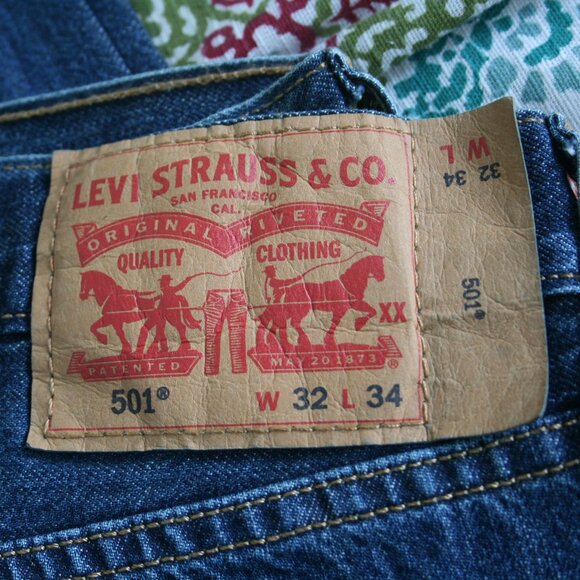 LEVI STRAUSS & CO.
SAN FRANCISCO
CAL.
ORIGINAL RIVETED
QUALITY CLOTHING
XX
PATENTED MAY 20 1873
501® W 32 L 34
W L
32 34
501®